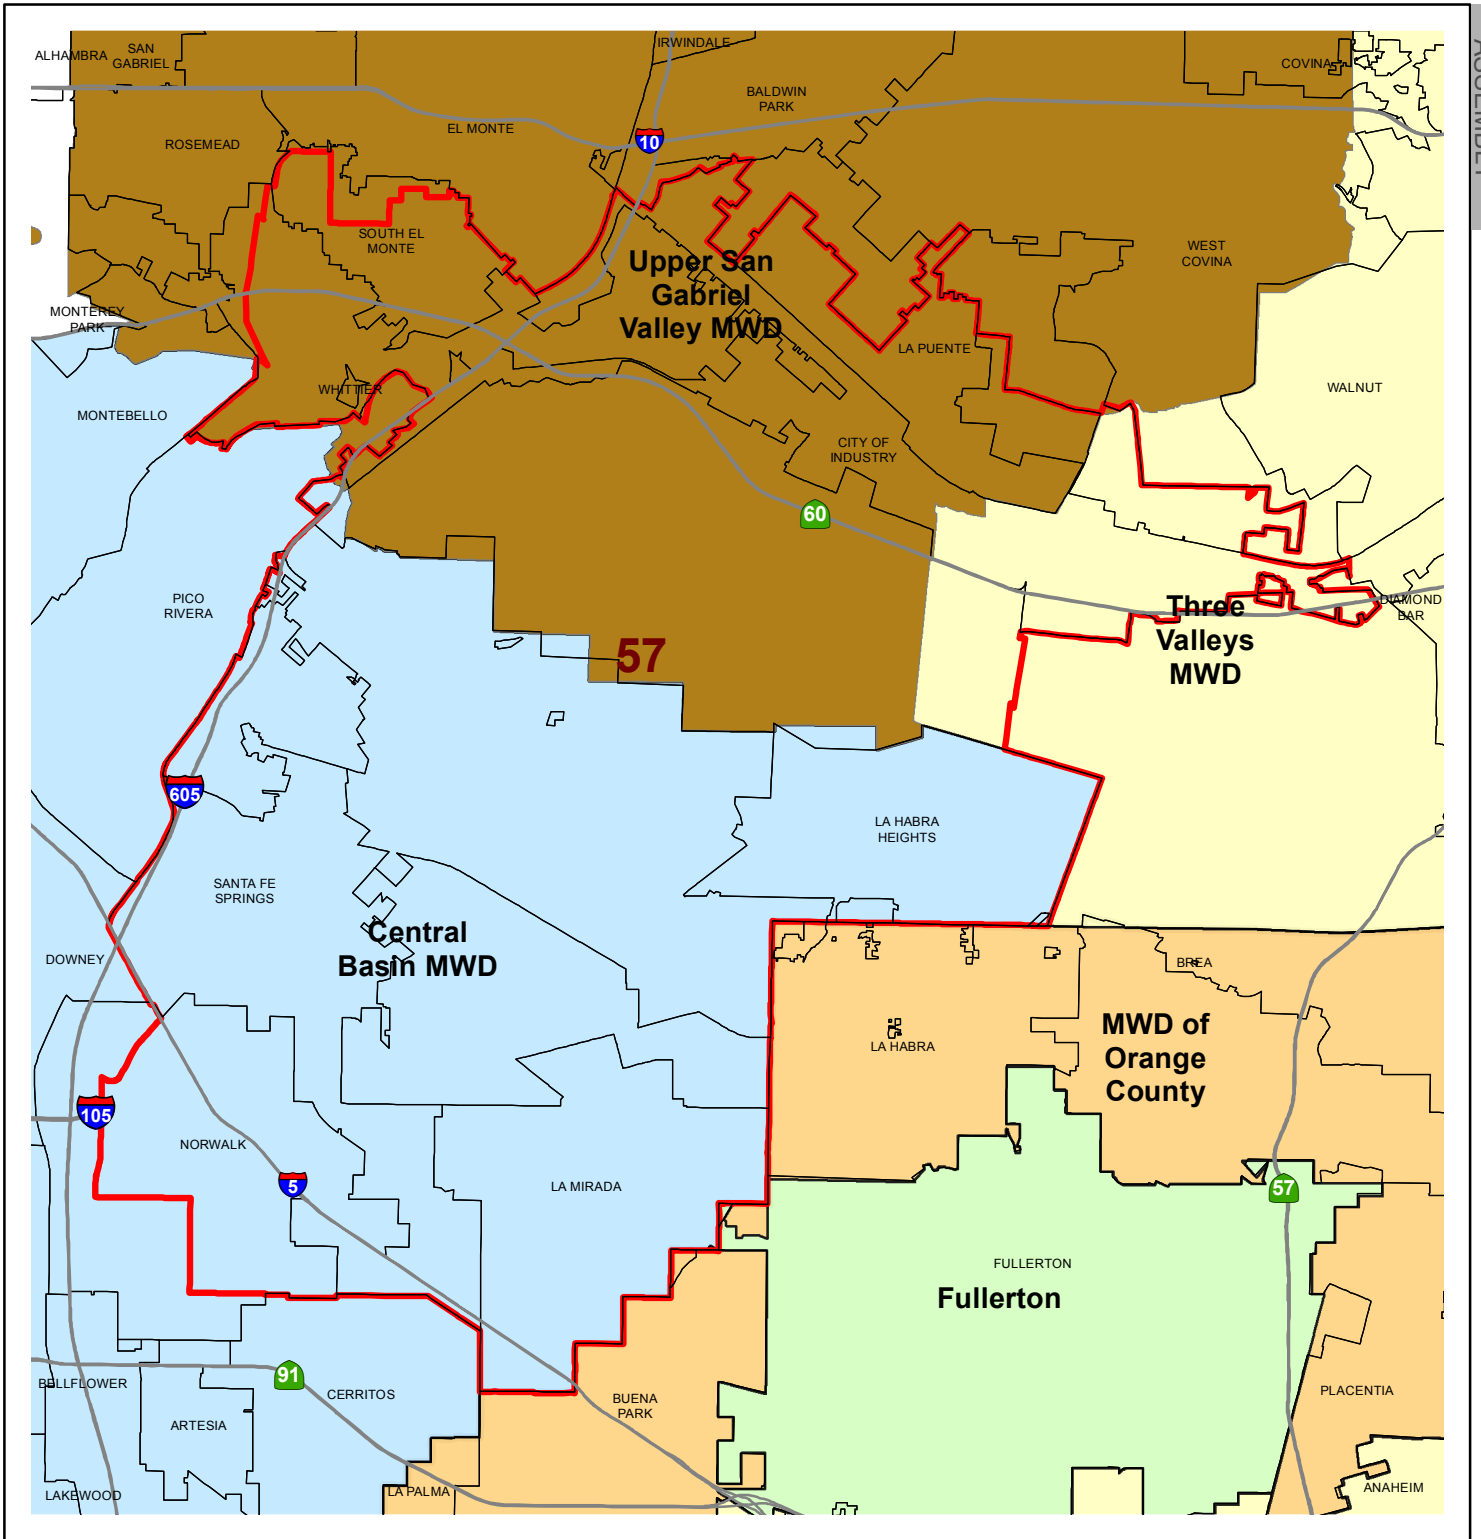 ALHAMBRA
SAN
GABRIEL
IRWINDALE
COVINA
BALDWIN
PARK
EL MONTE
ROSEMEAD
10
SOUTH EL
MONTE
WEST
COVINA
Upper San
Gabriel
Valley MWD
MONTEREY
PARK
LA PUENTE
WHITTIER
WALNUT
MONTEBELLO
CITY OF
INDUSTRY
60
PICO
RIVERA
Three
Valleys
MWD
DIAMOND
BAR
57
605
LA HABRA
HEIGHTS
SANTA FE
SPRINGS
Central
Basin MWD
DOWNEY
BREA
MWD of
Orange
County
LA HABRA
105
NORWALK
5
LA MIRADA
57
FULLERTON
Fullerton
91
BELLFLOWER
CERRITOS
BUENA
PARK
PLACENTIA
ARTESIA
LAKEWOOD
LA PALMA
ANAHEIM